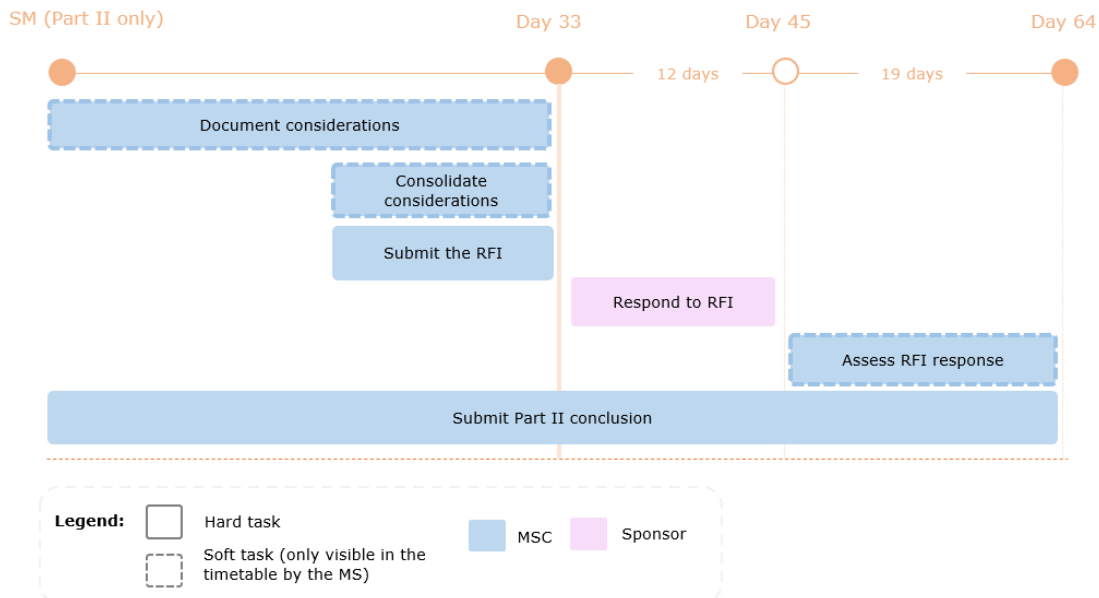 SM (Part II only)
Day 33
Day 45
Day 64
12 days
19 days
Document considerations
Consolidate
considerations
Submit the RFI
Respond to RFI
Assess RFI response
Submit Part II conclusion
Legend:
Hard task
Soft task (only visible in the
timetable by the MS)
MSC
Sponsor